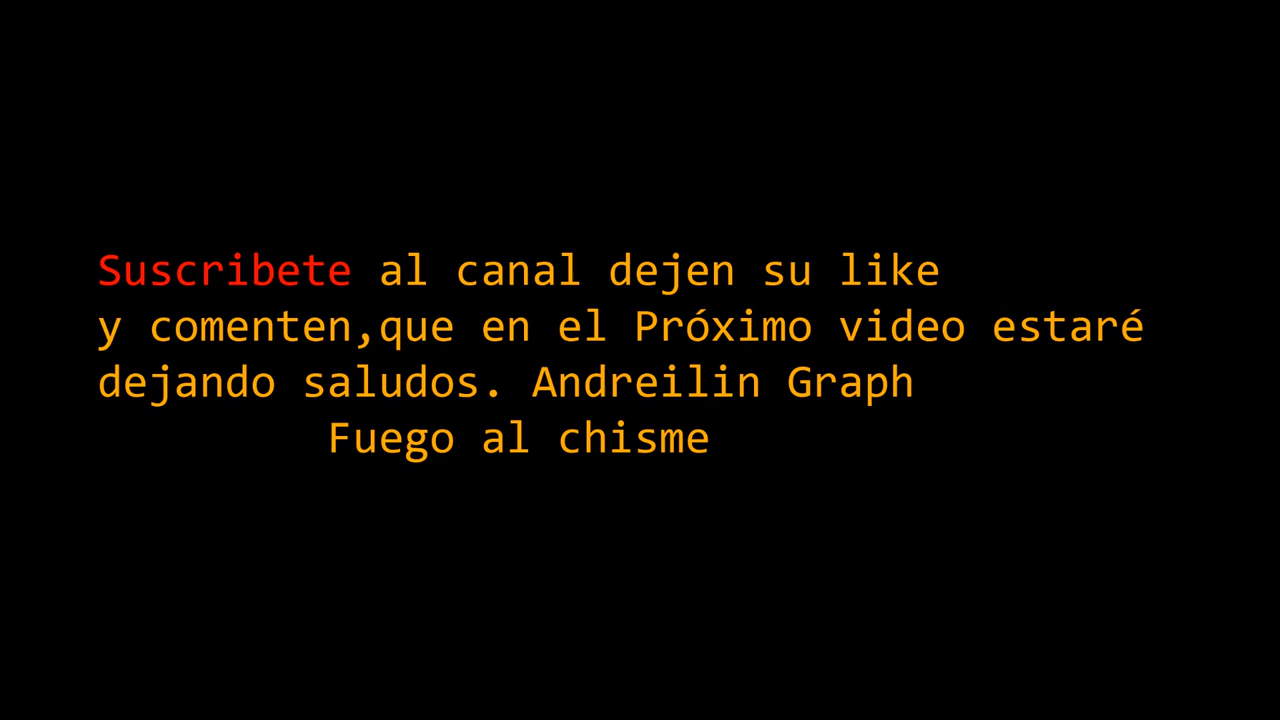 Suscribete al canal dejen su like
y comenten,que en el Próximo video estaré
dejando saludos. Andreilin Graph
Fuego al chisme